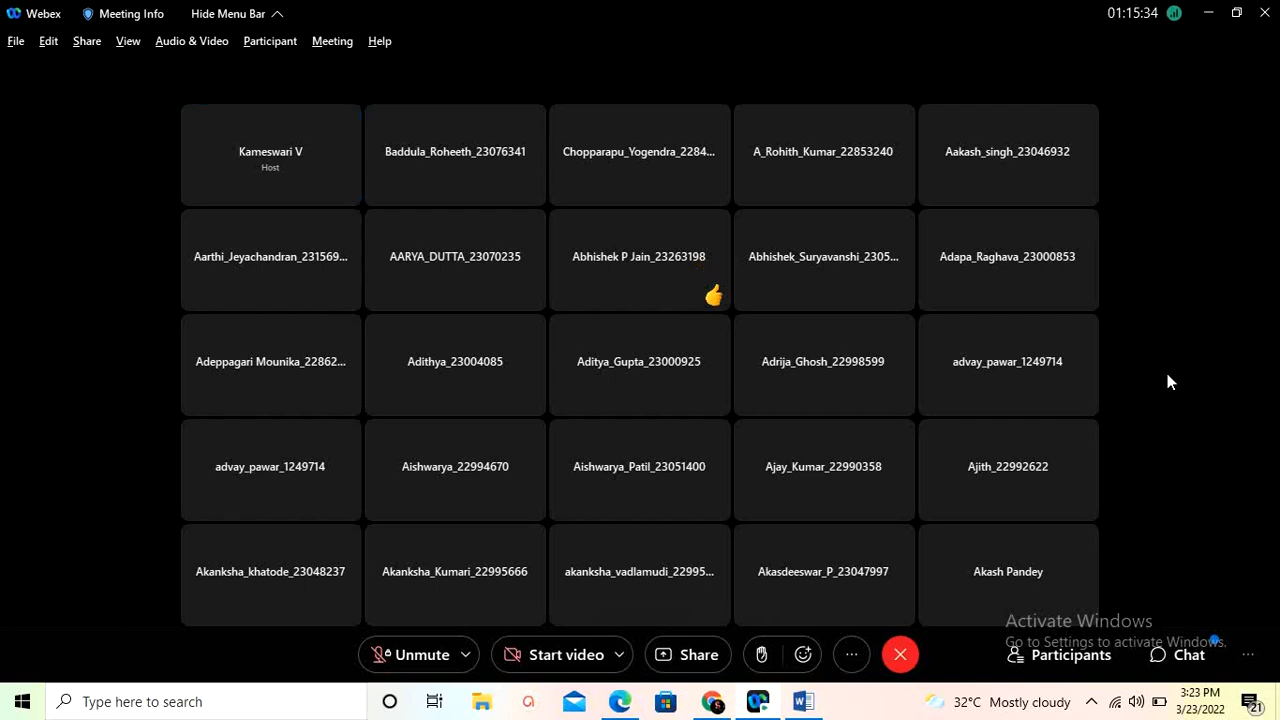 Webex Meeting Info Hide Menu Bar 01:15:34
File Edit Share View Audio & Video Participant Meeting Help
Kameswari V
Host
Baddula_Roheeth_23076341
Chopparapu_Yogendra_2284...
A_Rohith_Kumar_22853240
Aakash_singh_23046932
Aarthi_Jeyachandran_231569...
AARYA_DUTTA_23070235
Abhishek P Jain_23263198
Abhishek_Suryavanshi_2305...
Adapa_Raghava_23000853
Adeppagari Mounika_22862...
Adithya_23004085
Aditya_Gupta_23000925
Adrija_Ghosh_22998599
advay_pawar_1249714
advay_pawar_1249714
Aishwarya_22994670
Aishwarya_Patil_23051400
Ajay_Kumar_22990358
Ajith_22992622
Akanksha_khatode_23048237
Akanksha_Kumari_22995666
akanksha_vadlamudi_22995...
Akasdeeswar_P_23047997
Akash Pandey
Activate Windows
Go to Settings to activate Windows.
Unmute Start video Share Participants Chat
Type here to search
32°C Mostly cloudy
3:23 PM
3/23/2022
21